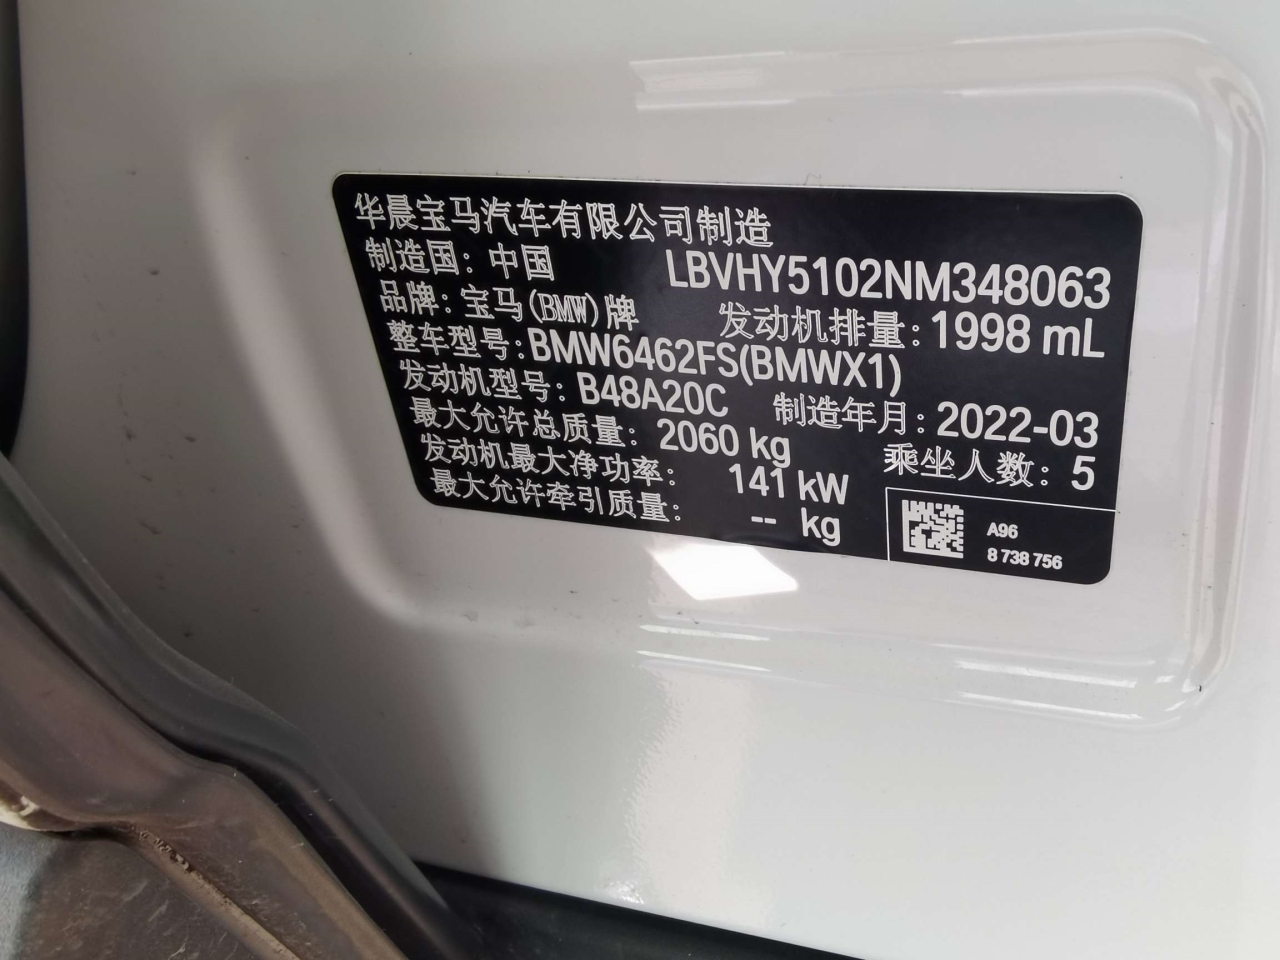 华晨宝马汽车有限公司制造
制造国：中国
LBVHY5102NM348063
品牌：宝马(BMW)牌
发动机排量：1998 mL
整车型号：BMW6462FS(BMWX1)
发动机型号：B48A20C
制造年月：2022-03
最大允许总质量：2060 kg
乘坐人数：5
发动机最大净功率：141 kW
最大允许牵引质量：-- kg
A96
8 738 756